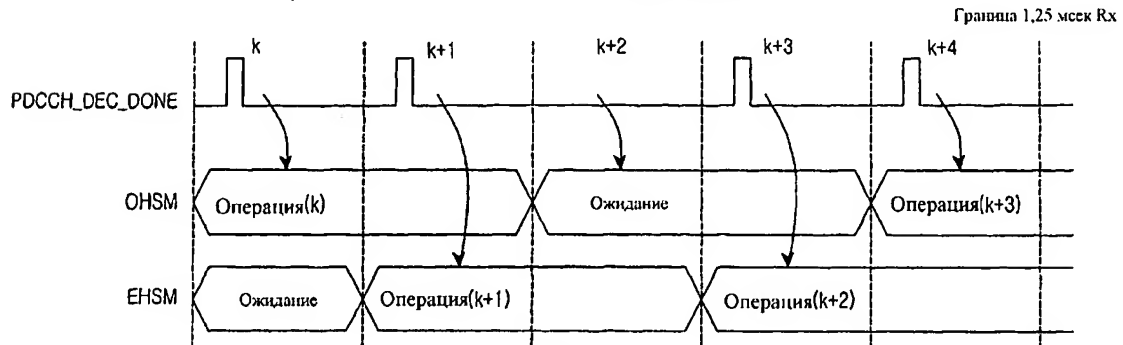 Граница 1,25 мсек Rx
k
k+1
k+2
k+3
k+4
PDCCH_DEC_DONE
OHSM
Операция(k)
Ожидание
Операция(k+3)
EHSM
Ожидание
Операция(k+1)
Операция(k+2)